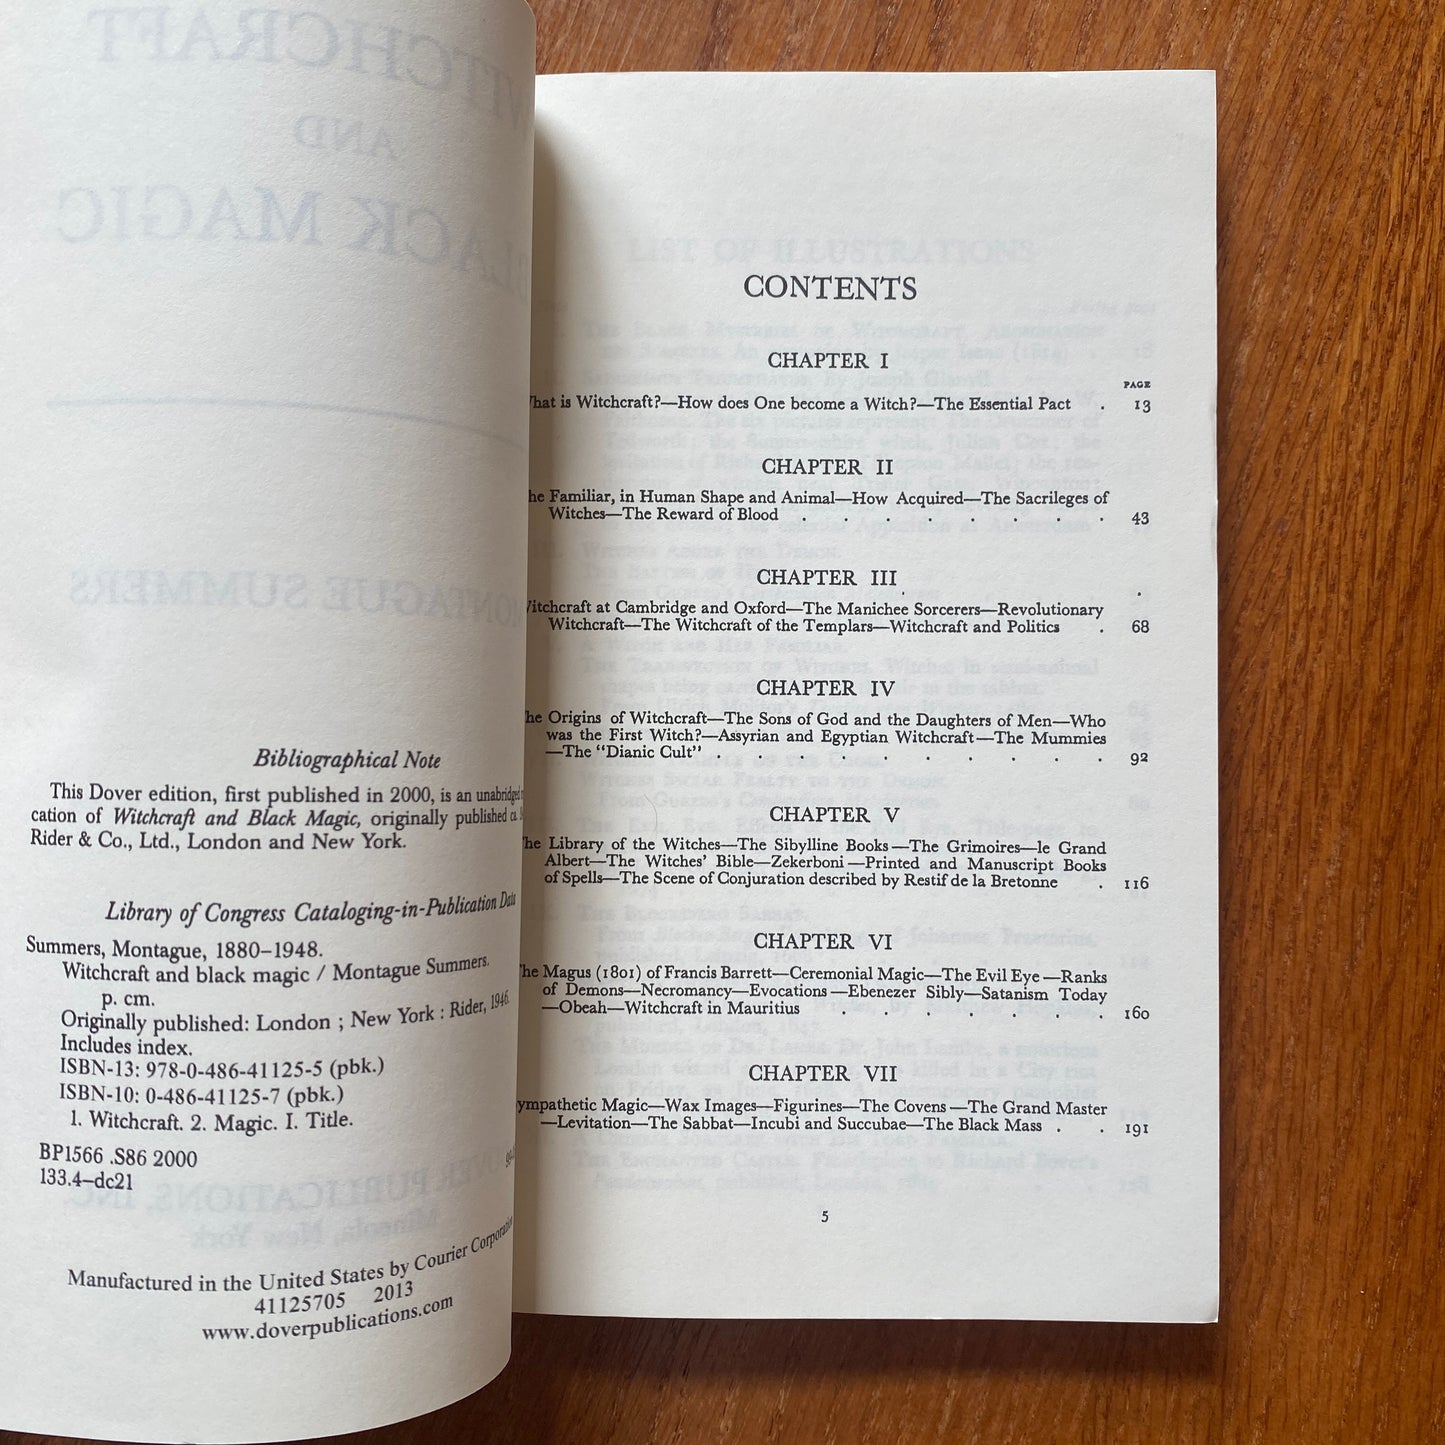 Bibliographical Note
This Dover edition, first published in 2000, is an unabridged
cation of Witchcraft and Black Magic, originally published ca.
Rider & Co., Ltd., London and New York.
Library of Congress Cataloging-in-Publication Data
Summers, Montague, 1880–1948.
Witchcraft and black magic / Montague Summers.
p. cm.
Originally published: London ; New York : Rider, 1946.
Includes index.
ISBN-13: 978-0-486-41125-5 (pbk.)
ISBN-10: 0-486-41125-7 (pbk.)
1. Witchcraft. 2. Magic. I. Title.
BP1566 .S86 2000
133.4–dc21
Manufactured in the United States by Courier Corporation
41125705 2013
www.doverpublications.com
CONTENTS
CHAPTER I
PAGE
hat is Witchcraft?—How does One become a Witch?—The Essential Pact . 13
CHAPTER II
he Familiar, in Human Shape and Animal—How Acquired—The Sacrileges of
Witches—The Reward of Blood . . . . . . . . 43
CHAPTER III
itchcraft at Cambridge and Oxford—The Manichee Sorcerers—Revolutionary
Witchcraft—The Witchcraft of the Templars—Witchcraft and Politics . 68
CHAPTER IV
he Origins of Witchcraft—The Sons of God and the Daughters of Men—Who
was the First Witch?—Assyrian and Egyptian Witchcraft—The Mummies
—The "Dianic Cult" . . . . . . . . . . 92
CHAPTER V
he Library of the Witches—The Sibylline Books—The Grimoires—le Grand
Albert—The Witches' Bible—Zekerboni—Printed and Manuscript Books
of Spells—The Scene of Conjuration described by Restif de la Bretonne . 116
CHAPTER VI
he Magus (1801) of Francis Barrett—Ceremonial Magic—The Evil Eye—Ranks
of Demons—Necromancy—Evocations—Ebenezer Sibly—Satanism Today
—Obeah—Witchcraft in Mauritius . . . . . . . 160
CHAPTER VII
ympathetic Magic—Wax Images—Figurines—The Covens—The Grand Master
—Levitation—The Sabbat—Incubi and Succubae—The Black Mass . . 191
5